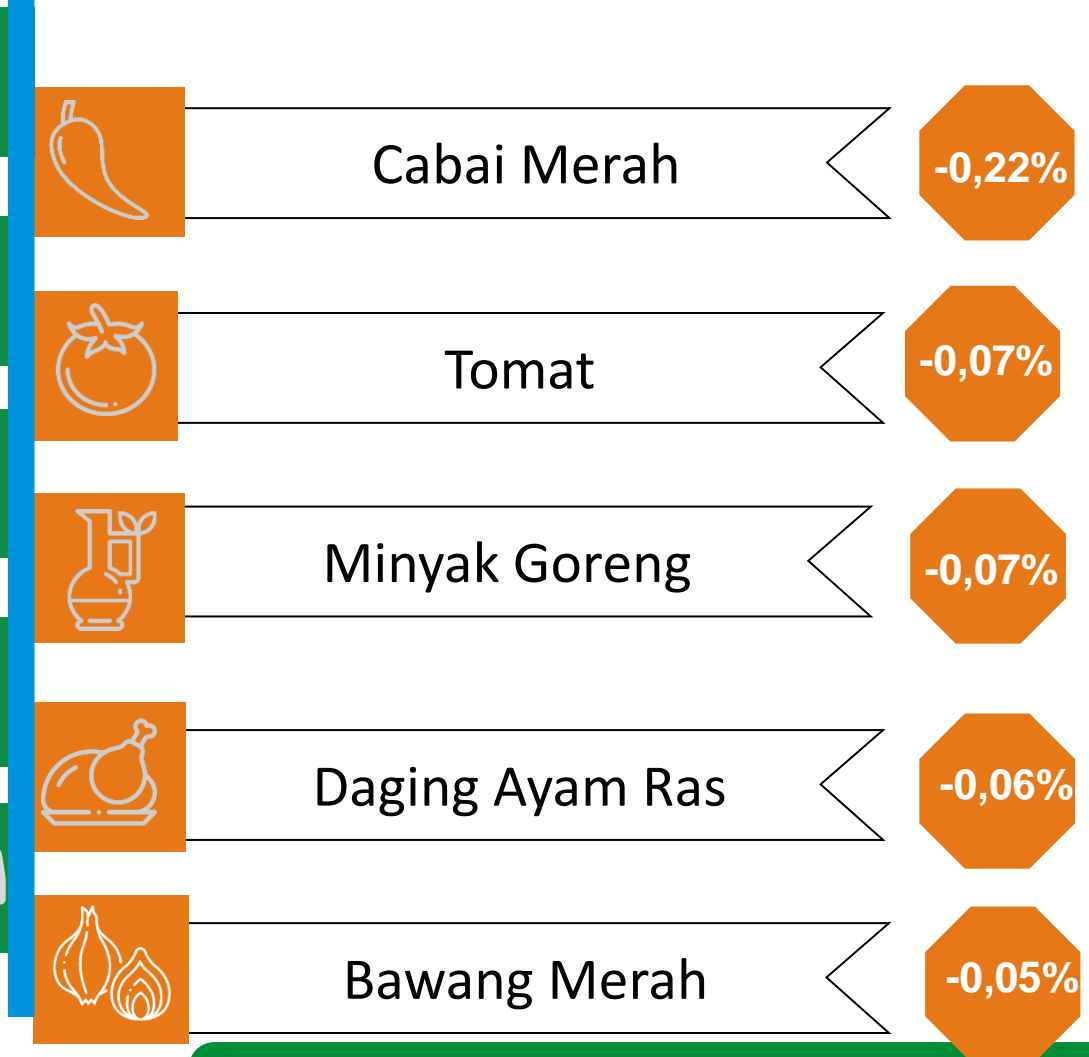 Cabai Merah
-0,22%
Tomat
-0,07%
Minyak Goreng
-0,07%
Daging Ayam Ras
-0,06%
Bawang Merah
-0,05%